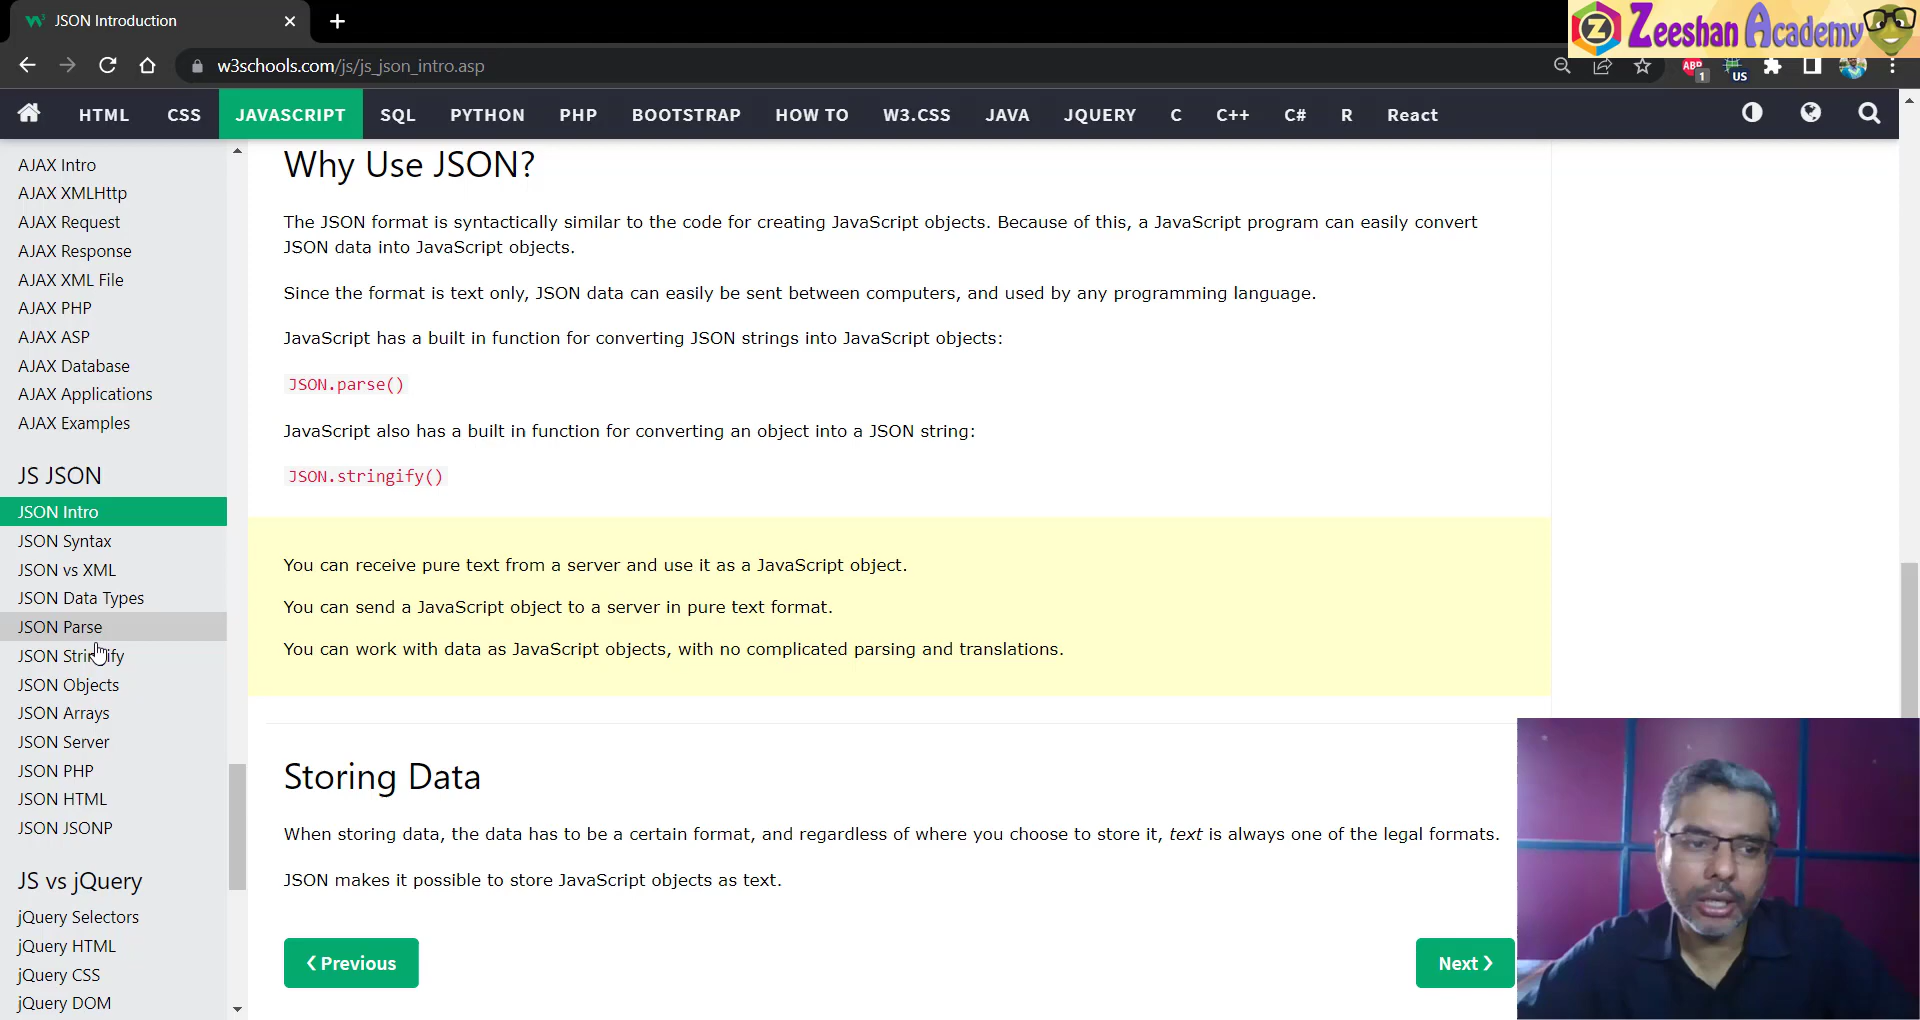 JSON Introduction
Zeeshan Academy
w3schools.com/js/js_json_intro.asp
ABP
1
US
HTML CSS JAVASCRIPT SQL PYTHON PHP BOOTSTRAP HOW TO W3.CSS JAVA JQUERY C C++ C# R React
AJAX Intro
AJAX XMLHttp
AJAX Request
AJAX Response
AJAX XML File
AJAX PHP
AJAX ASP
AJAX Database
AJAX Applications
AJAX Examples
JS JSON
JSON Intro
JSON Syntax
JSON vs XML
JSON Data Types
JSON Parse
JSON Stringify
JSON Objects
JSON Arrays
JSON Server
JSON PHP
JSON HTML
JSON JSONP
JS vs jQuery
jQuery Selectors
jQuery HTML
jQuery CSS
jQuery DOM
Why Use JSON?
The JSON format is syntactically similar to the code for creating JavaScript objects. Because of this, a JavaScript program can easily convert
JSON data into JavaScript objects.
Since the format is text only, JSON data can easily be sent between computers, and used by any programming language.
JavaScript has a built in function for converting JSON strings into JavaScript objects:
JSON.parse()
JavaScript also has a built in function for converting an object into a JSON string:
JSON.stringify()
You can receive pure text from a server and use it as a JavaScript object.
You can send a JavaScript object to a server in pure text format.
You can work with data as JavaScript objects, with no complicated parsing and translations.
Storing Data
When storing data, the data has to be a certain format, and regardless of where you choose to store it, text is always one of the legal formats.
JSON makes it possible to store JavaScript objects as text.
❮ Previous
Next ❯